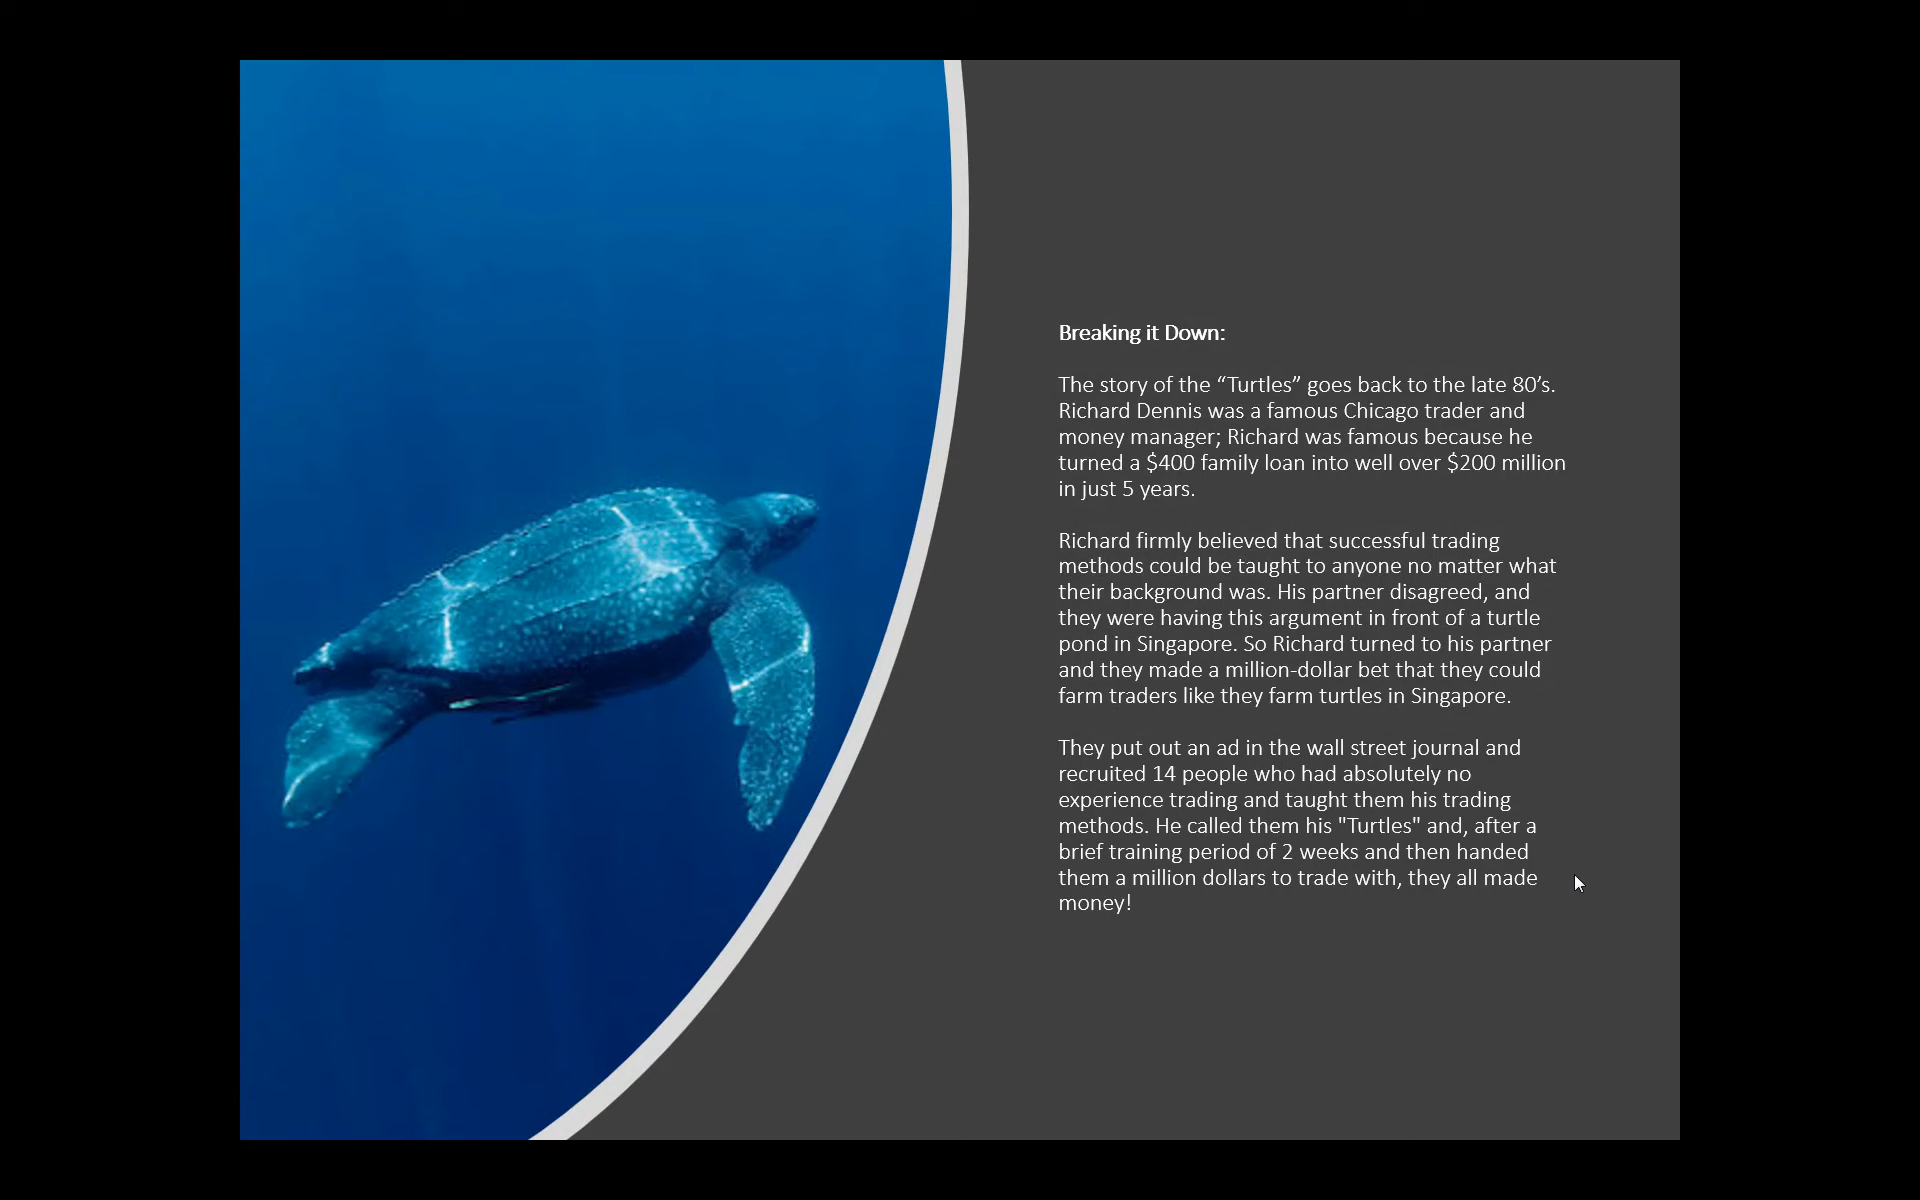 Breaking it Down:
The story of the “Turtles” goes back to the late 80’s.
Richard Dennis was a famous Chicago trader and
money manager; Richard was famous because he
turned a $400 family loan into well over $200 million
in just 5 years.
Richard firmly believed that successful trading
methods could be taught to anyone no matter what
their background was. His partner disagreed, and
they were having this argument in front of a turtle
pond in Singapore. So Richard turned to his partner
and they made a million-dollar bet that they could
farm traders like they farm turtles in Singapore.
They put out an ad in the wall street journal and
recruited 14 people who had absolutely no
experience trading and taught them his trading
methods. He called them his "Turtles" and, after a
brief training period of 2 weeks and then handed
them a million dollars to trade with, they all made
money!